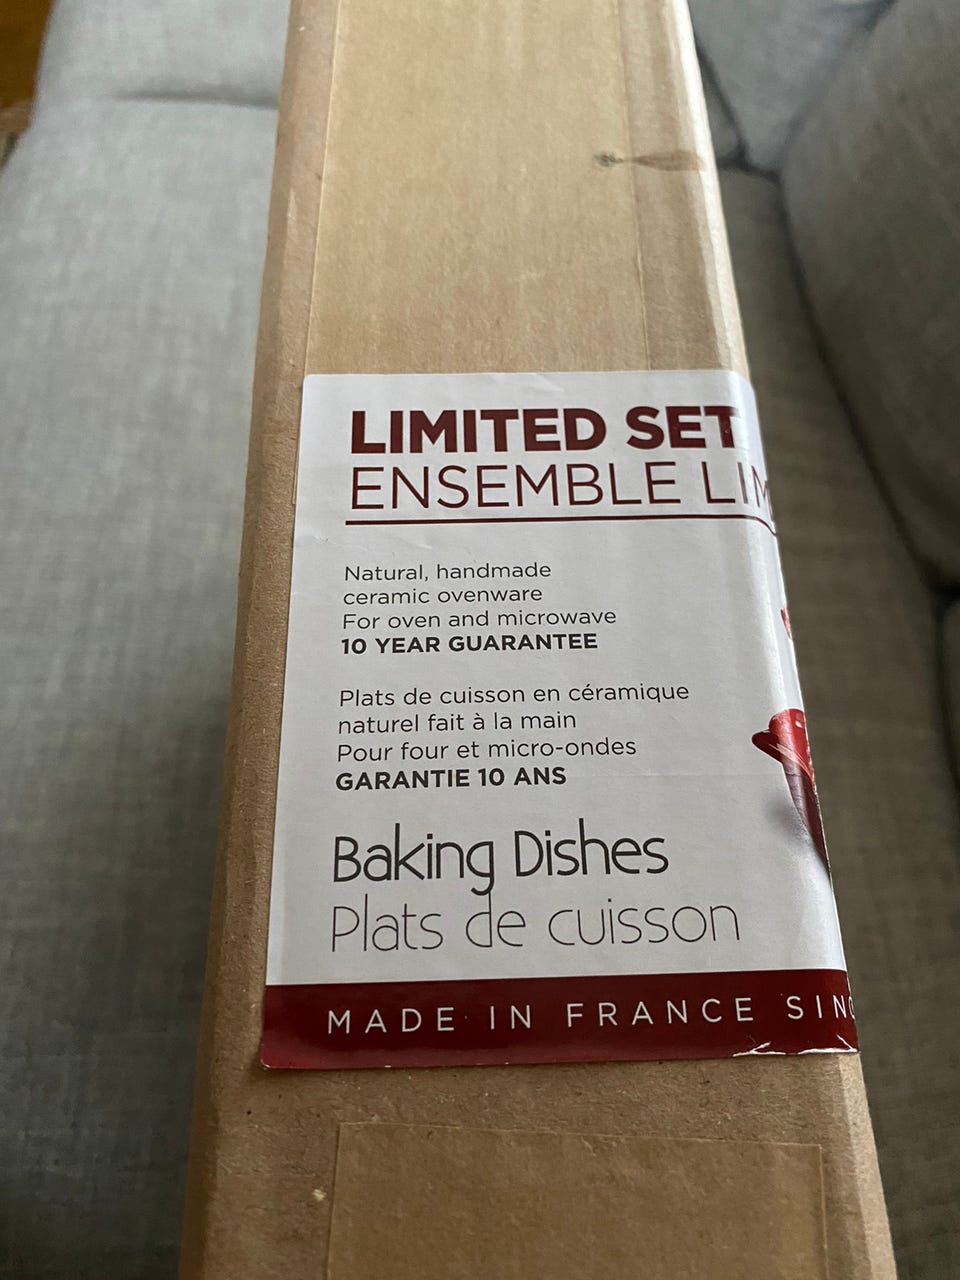 LIMITED SET
ENSEMBLE
Natural, handmade
ceramic ovenware
For oven and microwave
10 YEAR GUARANTEE
Plats de cuisson en céramique
naturel fait à la main
Pour four et micro-ondes
GARANTIE 10 ANS
Baking Dishes
Plats de cuisson
MADE IN FRANCE